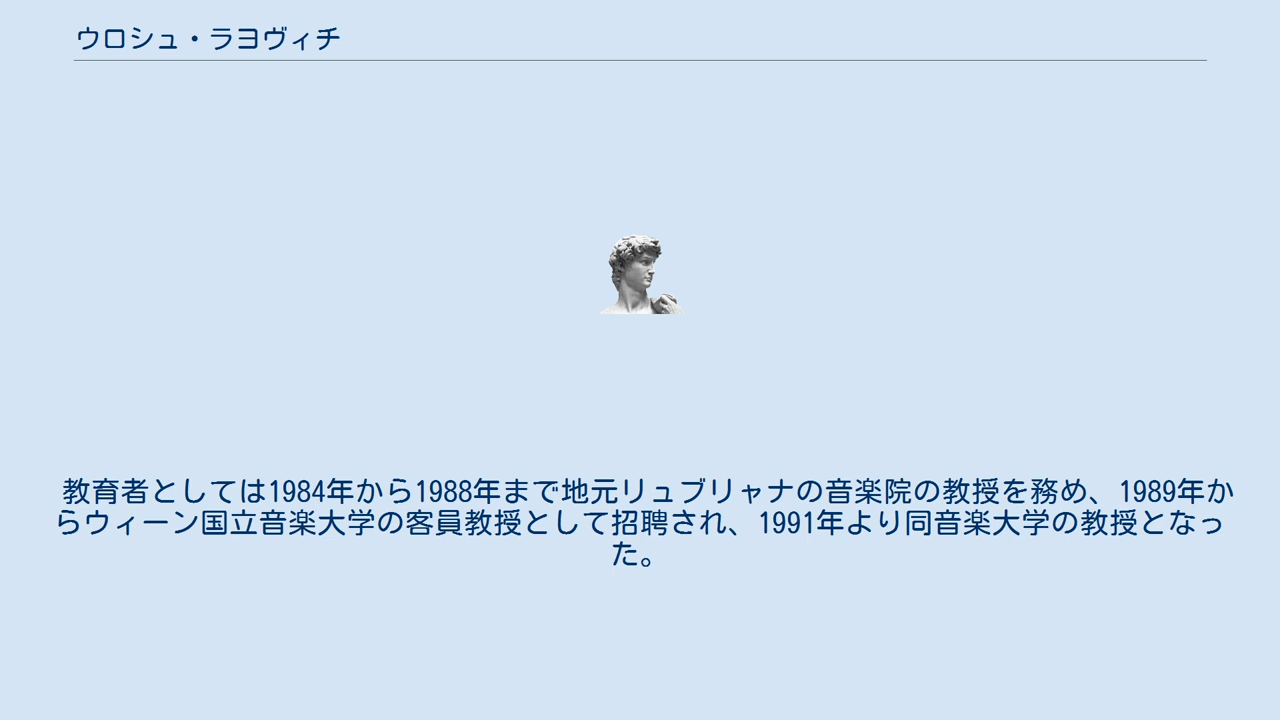 ウロシュ・ラヨヴィチ
教育者としては1984年から1988年まで地元リュブリャナの音楽院の教授を務め、1989年か
らウィーン国立音楽大学の客員教授として招聘され、1991年より同音楽大学の教授となっ
た。